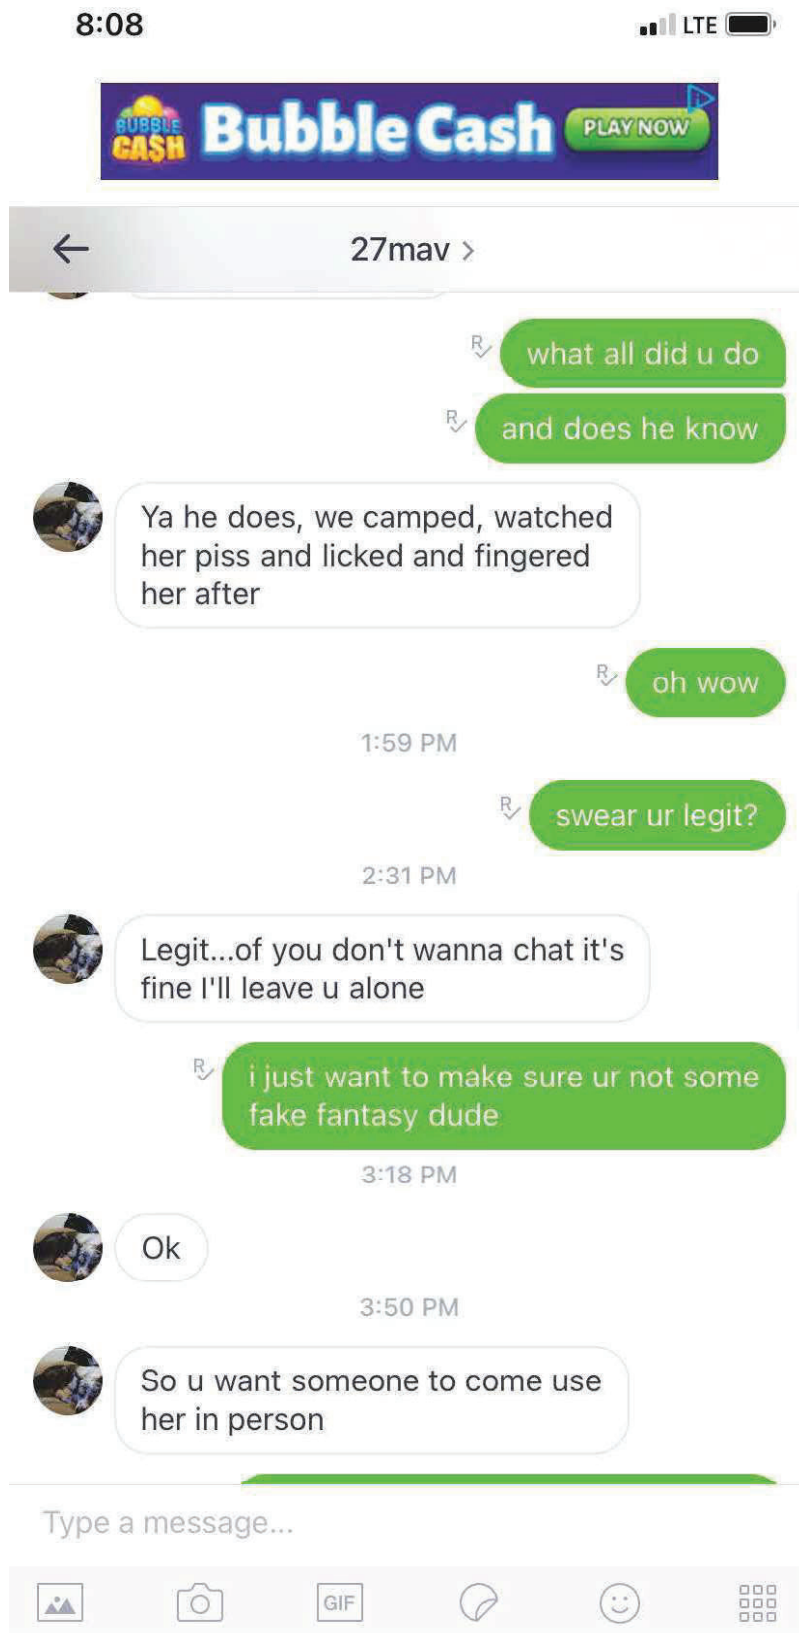 8:08
LTE
BUBBLE
CASH
Bubble Cash
PLAY NOW
27mav
R
what all did u do
R
and does he know
Ya he does, we camped, watched
her piss and licked and fingered
her after
R
oh wow
1:59 PM
R
swear ur legit?
2:31 PM
Legit...of you don't wanna chat it's
fine I'll leave u alone
R
i just want to make sure ur not some
fake fantasy dude
3:18 PM
Ok
3:50 PM
So u want someone to come use
her in person
Type a message...
GIF